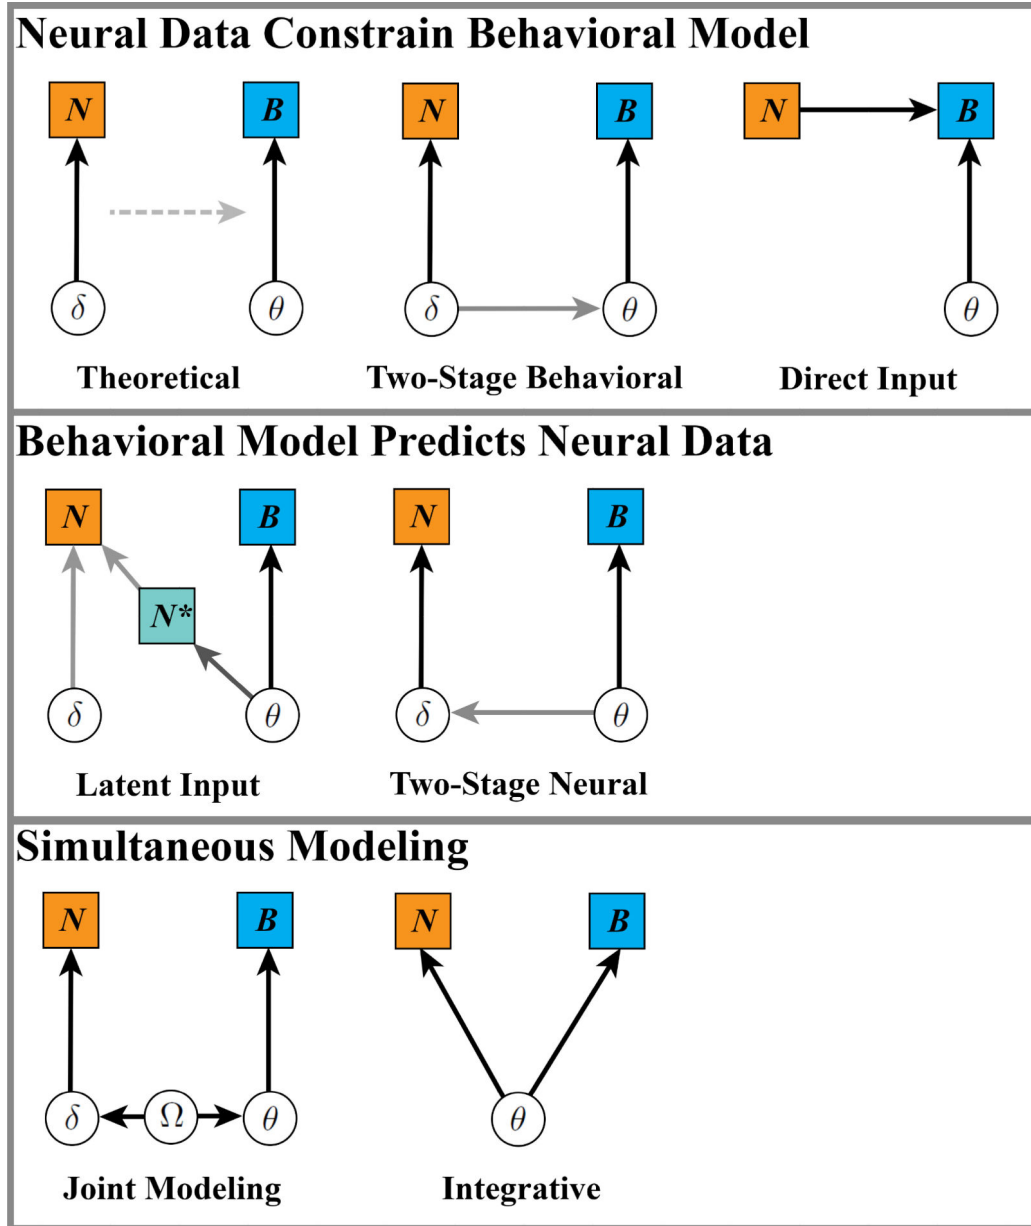 Neural Data Constrain Behavioral Model
N B N B N B
δ θ δ θ θ
Theoretical Two-Stage Behavioral Direct Input
Behavioral Model Predicts Neural Data
N B N B
N*
δ θ δ θ
Latent Input Two-Stage Neural
Simultaneous Modeling
N B N B
δ Ω θ θ
Joint Modeling Integrative